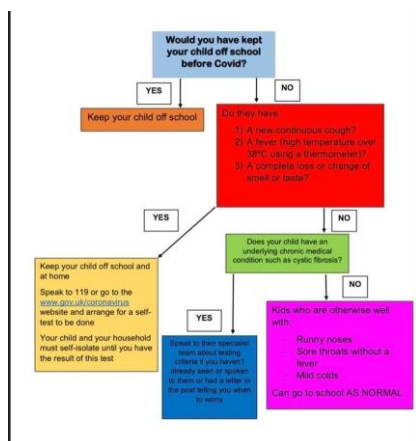 Would you have kept
your child off school
before Covid?
YES
NO
Keep your child off school
Do they have:
1) A new continuous cough?
2) A fever (high temperature over
38ºC using a thermometer)?
3) A complete loss or change of
smell or taste?
YES
NO
Does your child have an
underlying chronic medical
condition such as cystic fibrosis?
Keep your child off school and
at home
Speak to 119 or go to the
www.gov.uk/coronavirus
website and arrange for a self-
test to be done
Your child and your household
must self-isolate until you have
the result of this test
YES
NO
Speak to their specialist
team about testing
criteria if you haven't
already seen or spoken
to them or had a letter in
the post telling you when
to worry
Kids who are otherwise well
with:
- Runny noses
- Sore throats without a
fever
- Mild colds
Can go to school AS NORMAL